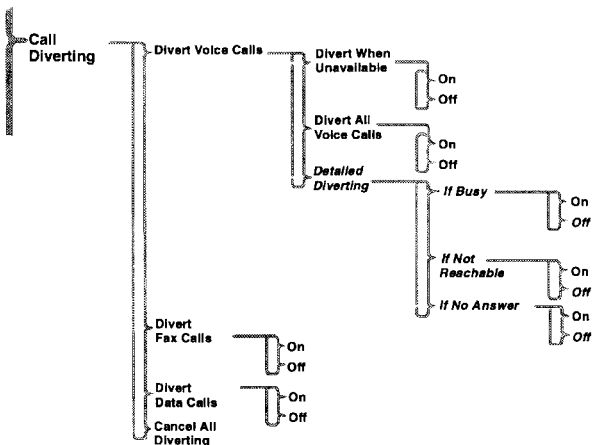 Call
Diverting
Divert Voice Calls
Divert When
Unavailable
On
Off
Divert All
Voice Calls
On
Off
Detailed
Diverting
If Busy
On
Off
If Not
Reachable
On
Off
If No Answer
On
Off
Divert
Fax Calls
On
Off
Divert
Data Calls
On
Off
Cancel All
Diverting